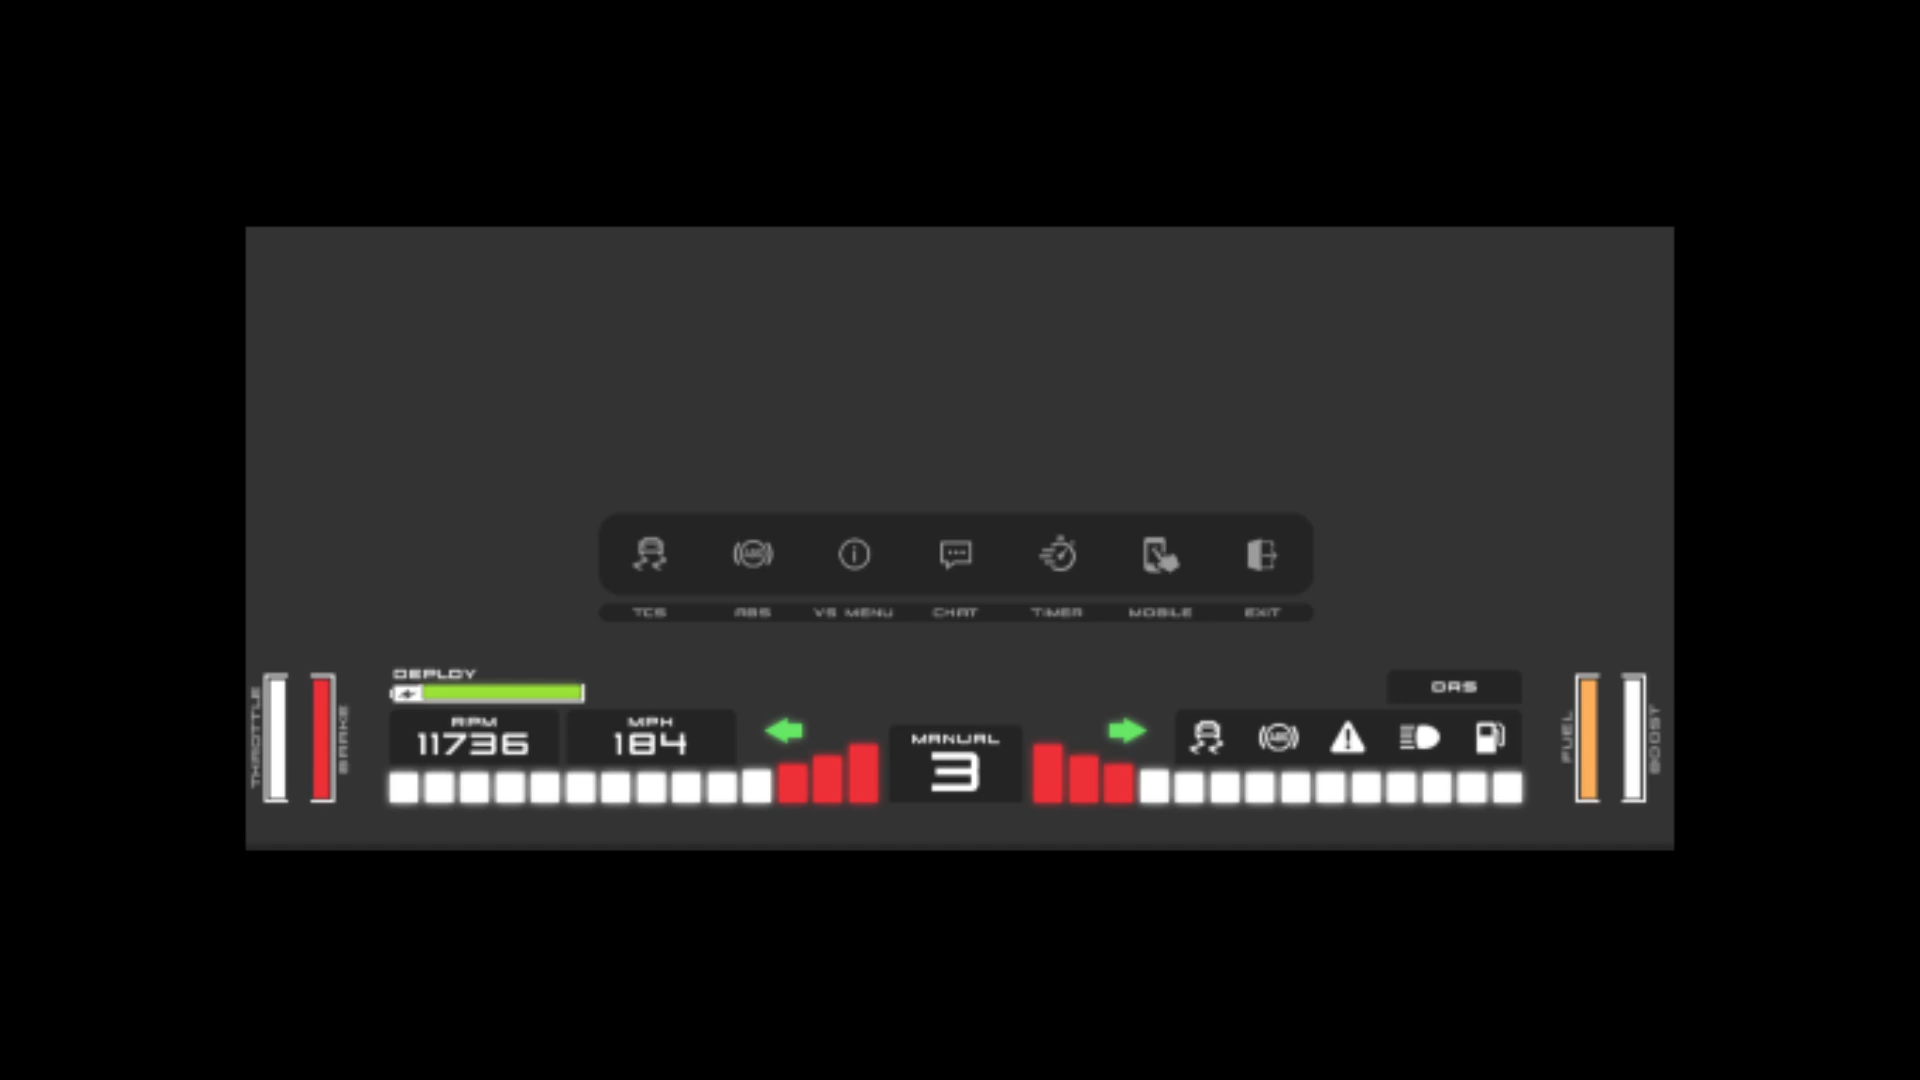 TCS ABS VS MENU CHAT TIMER MOBILE EXIT
THROTTLE
BRAKE
DEPLOY
RPM
11736
MPH
184
MANUAL
3
DRS
ABS
FUEL
BOOST